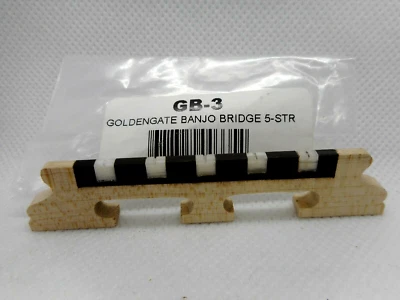 GB-3
GOLDENGATE BANJO BRIDGE 5-STR